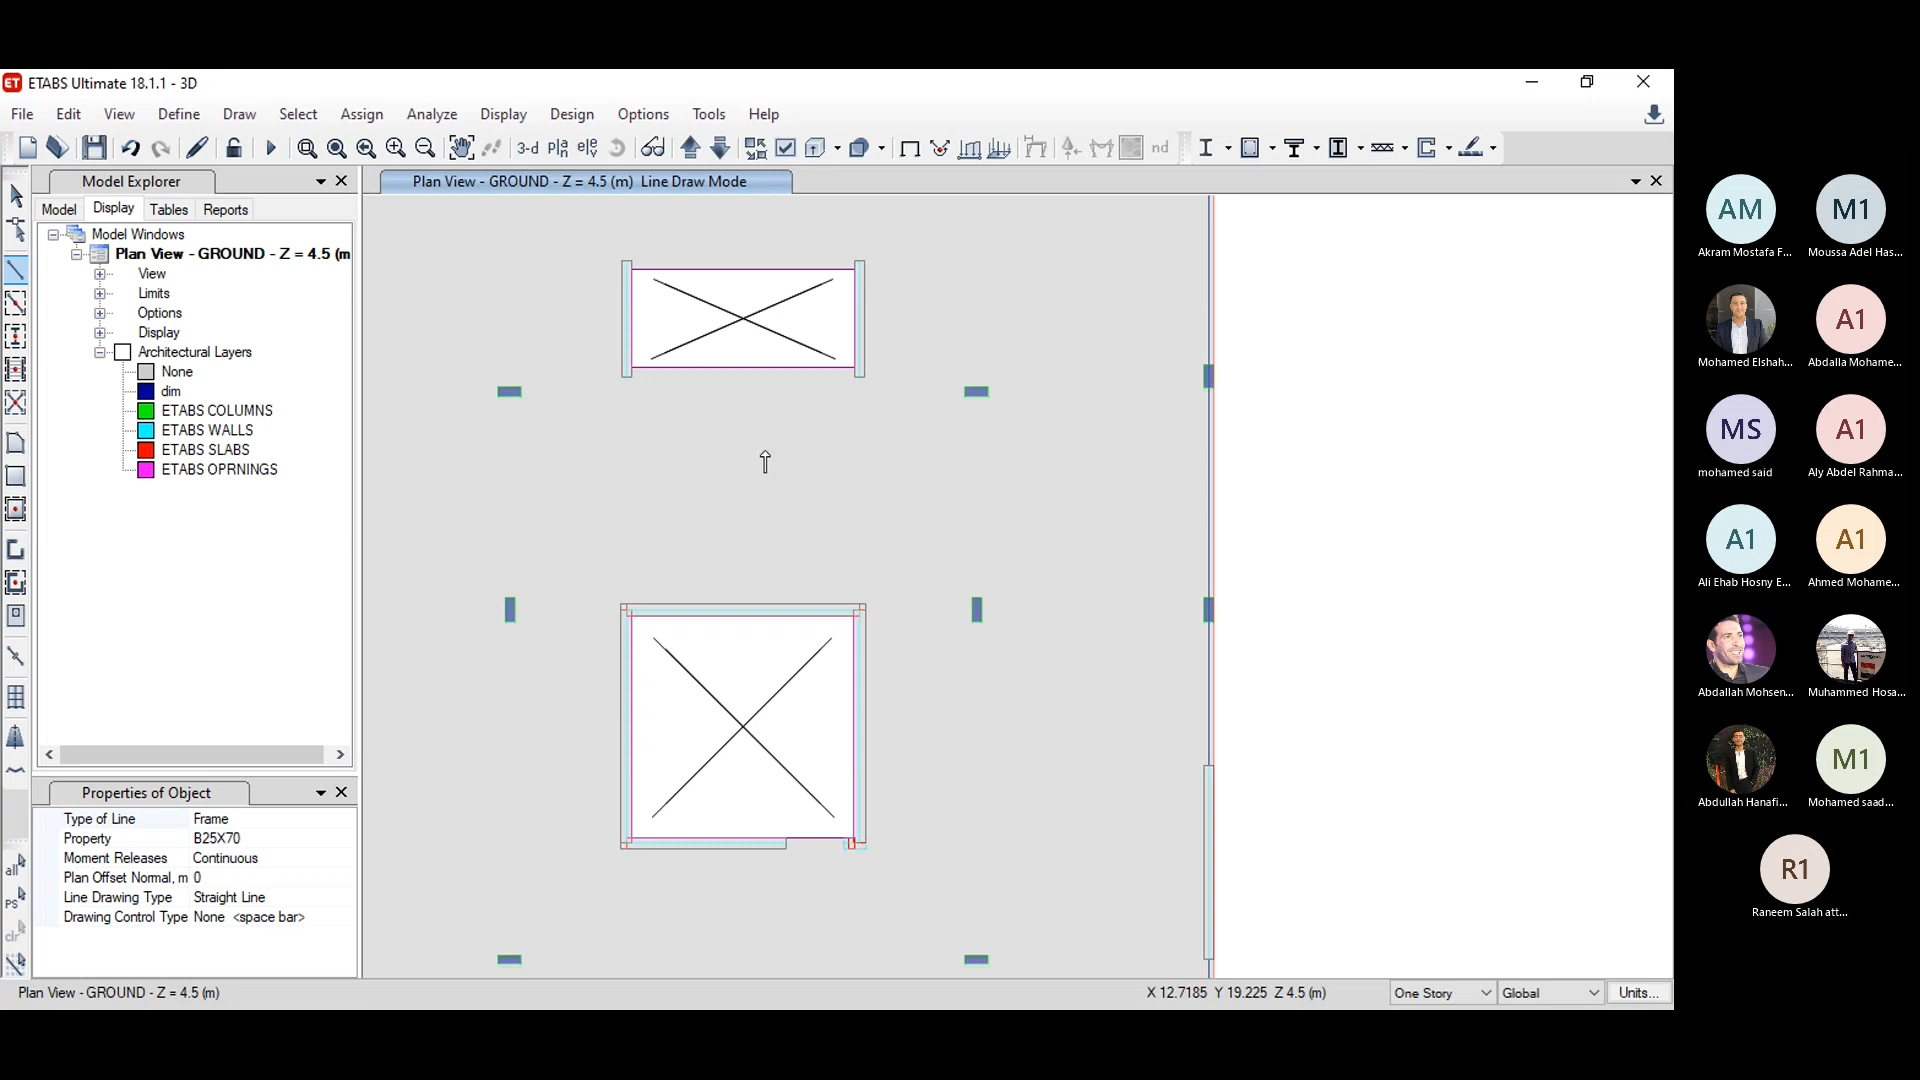 ET ETABS Ultimate 18.1.1 - 3D
File Edit View Define Draw Select Assign Analyze Display Design Options Tools Help
3-d nd
Model Explorer
Plan View - GROUND - Z = 4.5 (m) Line Draw Mode
Model Display Tables Reports
Model Windows
Plan View - GROUND - Z = 4.5 (m
View
Limits
Options
Display
Architectural Layers
None
dim
ETABS COLUMNS
ETABS WALLS
ETABS SLABS
ETABS OPRNINGS
Properties of Object
Type of Line Frame
Property B25X70
Moment Releases Continuous
Plan Offset Normal, m 0
Line Drawing Type Straight Line
Drawing Control Type None <space bar>
all
PS
clr
Plan View - GROUND - Z = 4.5 (m)
X 12.7185 Y 19.225 Z 4.5 (m)
One Story Global Units...
AM M1
Akram Mostafa F... Moussa Adel Has...
A1
Mohamed Elshah... Abdalla Mohame...
MS A1
mohamed said Aly Abdel Rahma...
A1 A1
Ali Ehab Hosny E... Ahmed Mohame...
Abdallah Mohsen... Muhammed Hosa...
M1
Abdullah Hanafi... Mohamed saad...
R1
Raneem Salah att...